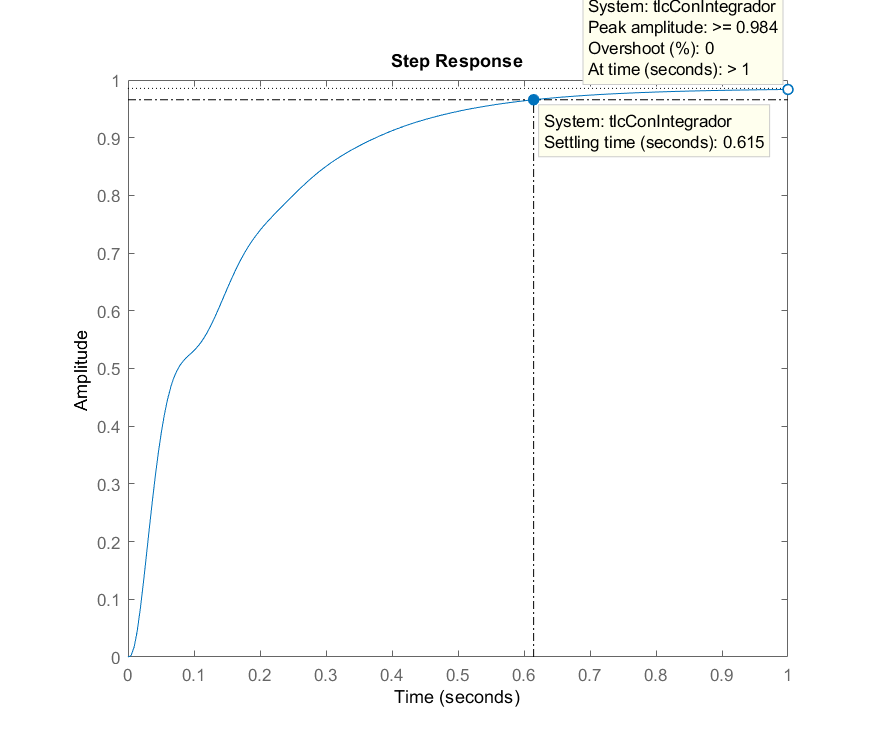 System: tlcConIntegrador
Peak amplitude: >= 0.984
Overshoot (%): 0
At time (seconds): > 1
Step Response
System: tlcConIntegrador
Settling time (seconds): 0.615
Amplitude
1
0.9
0.8
0.7
0.6
0.5
0.4
0.3
0.2
0.1
0
0 0.1 0.2 0.3 0.4 0.5 0.6 0.7 0.8 0.9 1
Time (seconds)